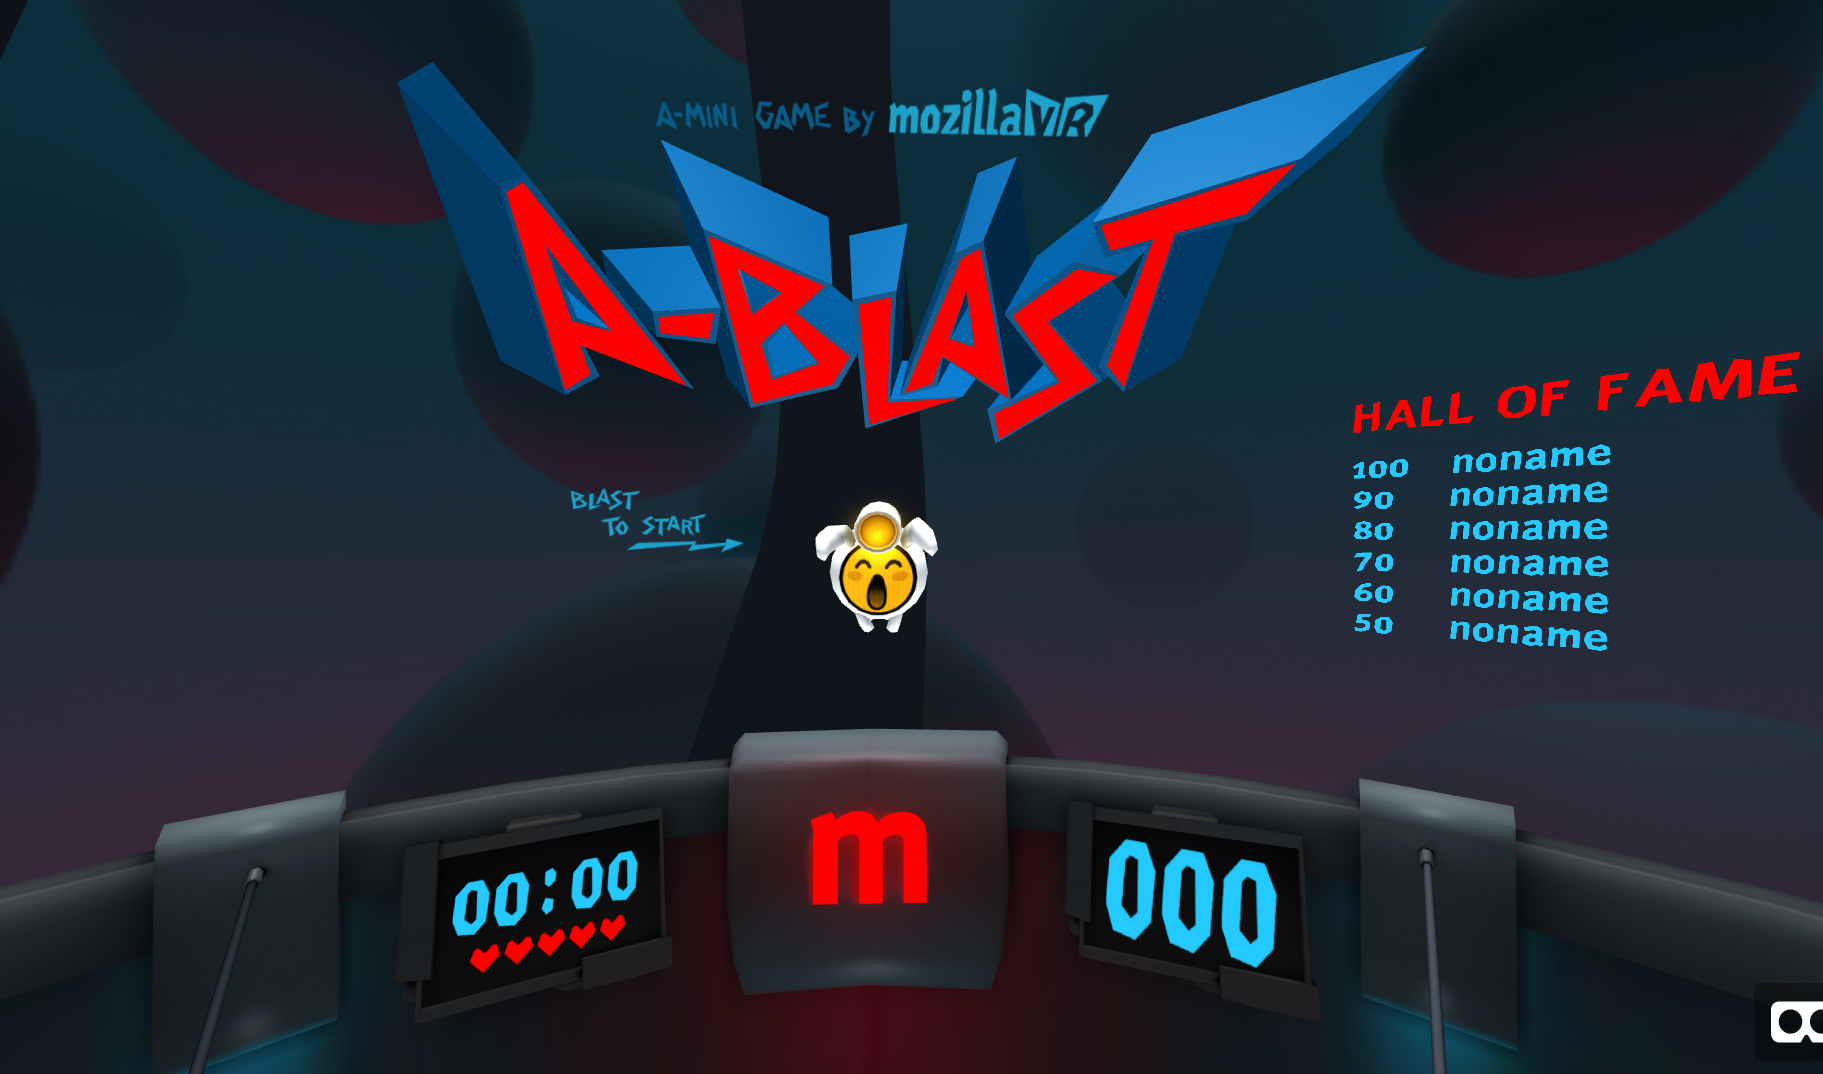 A-MINI GAME BY mozillaVR
A-BLAST
BLAST
TO START
HALL OF FAME
100 noname
90 noname
80 noname
70 noname
60 noname
50 noname
00:00
m
000